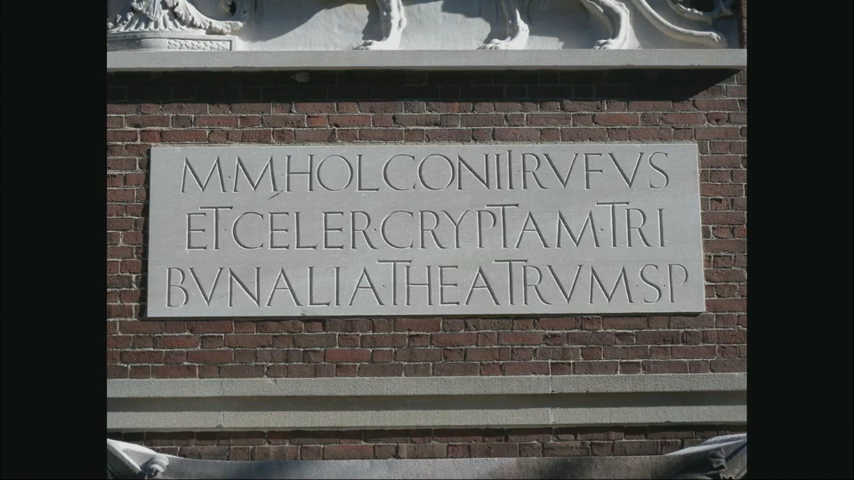 M·M·HOLCONII RVFVS
ET·CELER·CRYPTAM·TRI
BVNALIA·THEATRVM·S·P